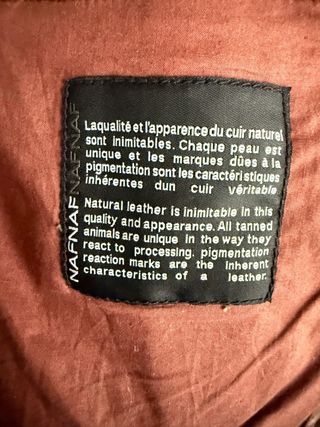 NAFNAFNAFNAF
Laqualité et l'apparence du cuir naturel
sont inimitables. Chaque peau est
unique et les marques dûes à la
pigmentation sont les caractéristiques
inhérentes dun cuir véritable
Natural leather is inimitable in this
quality and appearance. All tanned
animals are unique in the way they
react to processing. pigmentation
reaction marks are the inherent
characteristics of a leather.